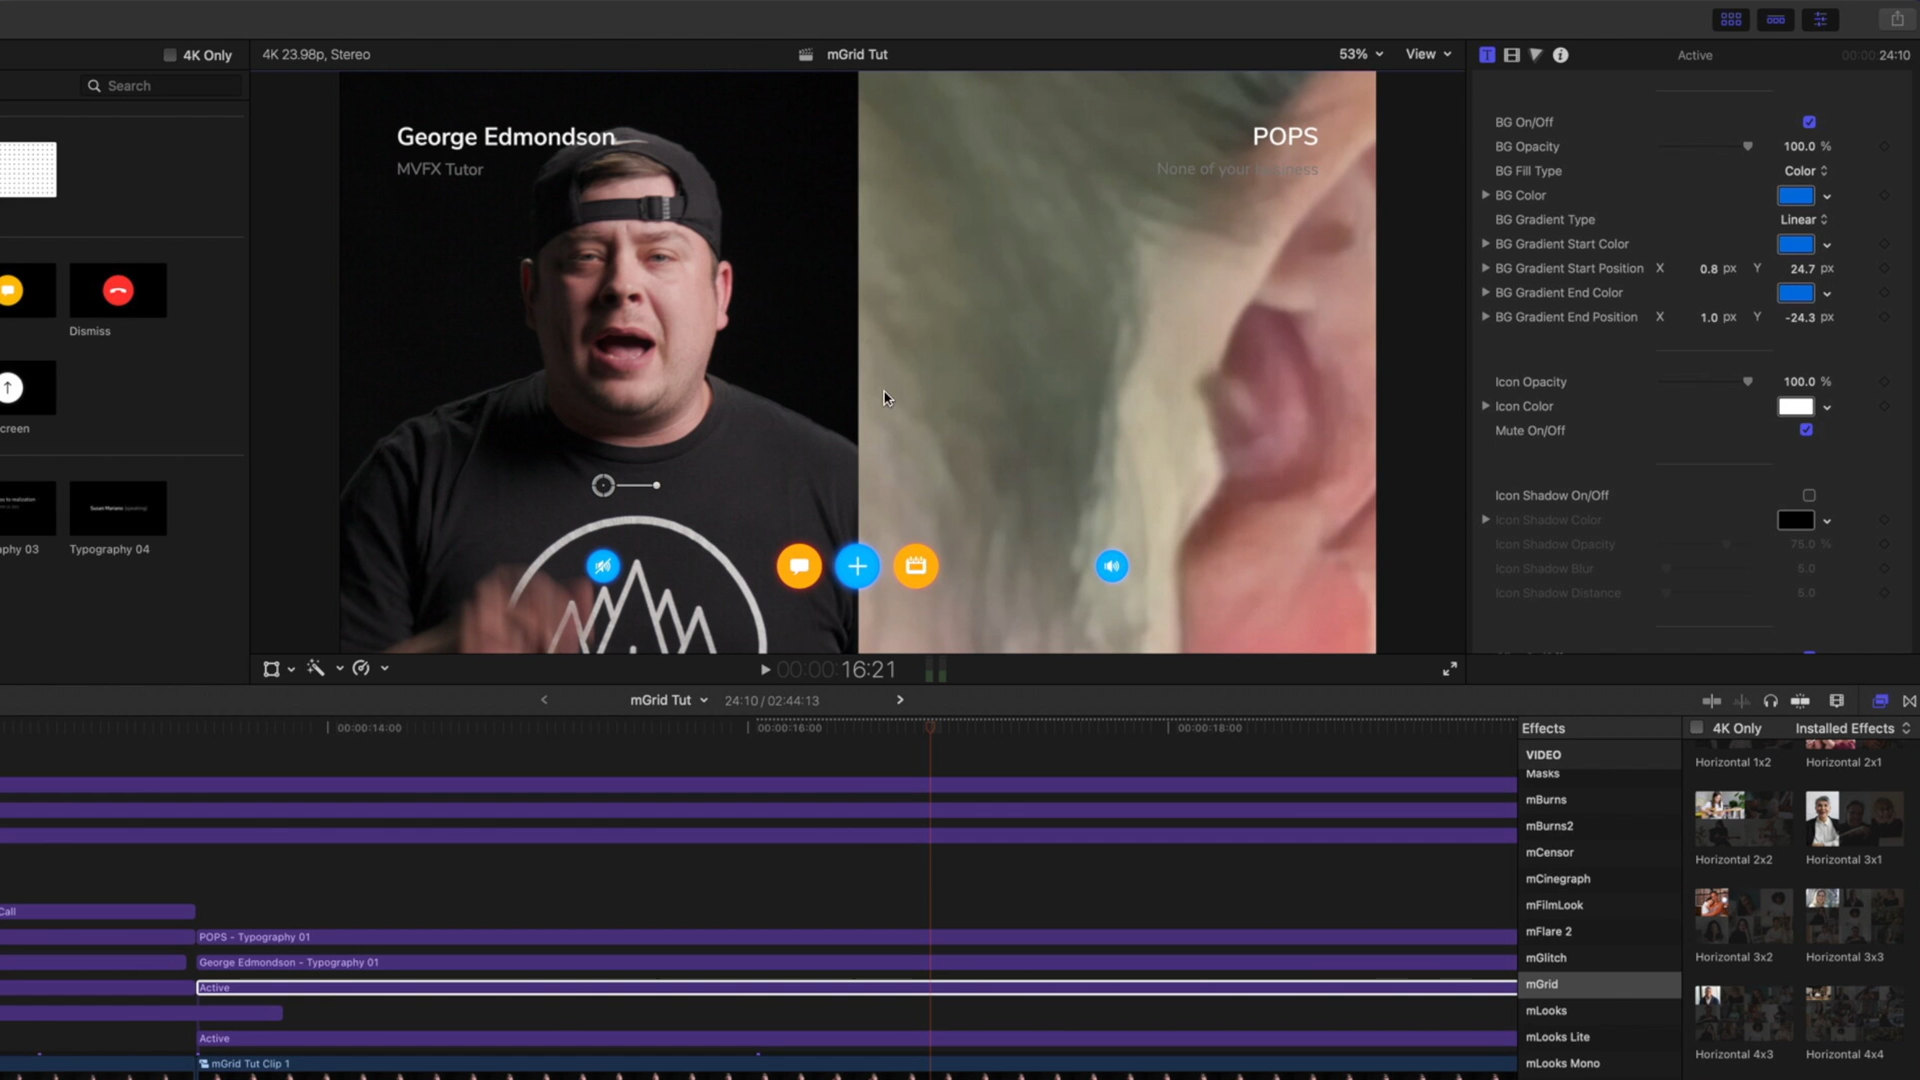 4K Only
4K 23.98p, Stereo
mGrid Tut
53%
View
Active
00:00:24:10
Search
George Edmondson
MVFX Tutor
POPS
None of your business
Dismiss
creen
phy 03
Susan Mariano (speaking)
Typography 04
BG On/Off
BG Opacity
100.0 %
BG Fill Type
Color
BG Color
BG Gradient Type
Linear
BG Gradient Start Color
BG Gradient Start Position X 0.8 px Y 24.7 px
BG Gradient End Color
BG Gradient End Position X 1.0 px Y -24.3 px
Icon Opacity
100.0 %
Icon Color
Mute On/Off
Icon Shadow On/Off
Icon Shadow Color
Icon Shadow Opacity
75.0 %
Icon Shadow Blur
5.0
Icon Shadow Distance
5.0
00:00:16:21
mGrid Tut
24:10 / 02:44:13
00:00:14:00
00:00:16:00
00:00:18:00
Call
POPS - Typography 01
George Edmondson - Typography 01
Active
Active
mGrid Tut Clip 1
Effects
4K Only
Installed Effects
VIDEO
Masks
mBurns
mBurns2
mCensor
mCinegraph
mFilmLook
mFlare 2
mGlitch
mGrid
mLooks
mLooks Lite
mLooks Mono
Horizontal 1x2
Horizontal 2x1
Horizontal 2x2
Horizontal 3x1
Horizontal 3x2
Horizontal 3x3
Horizontal 4x3
Horizontal 4x4